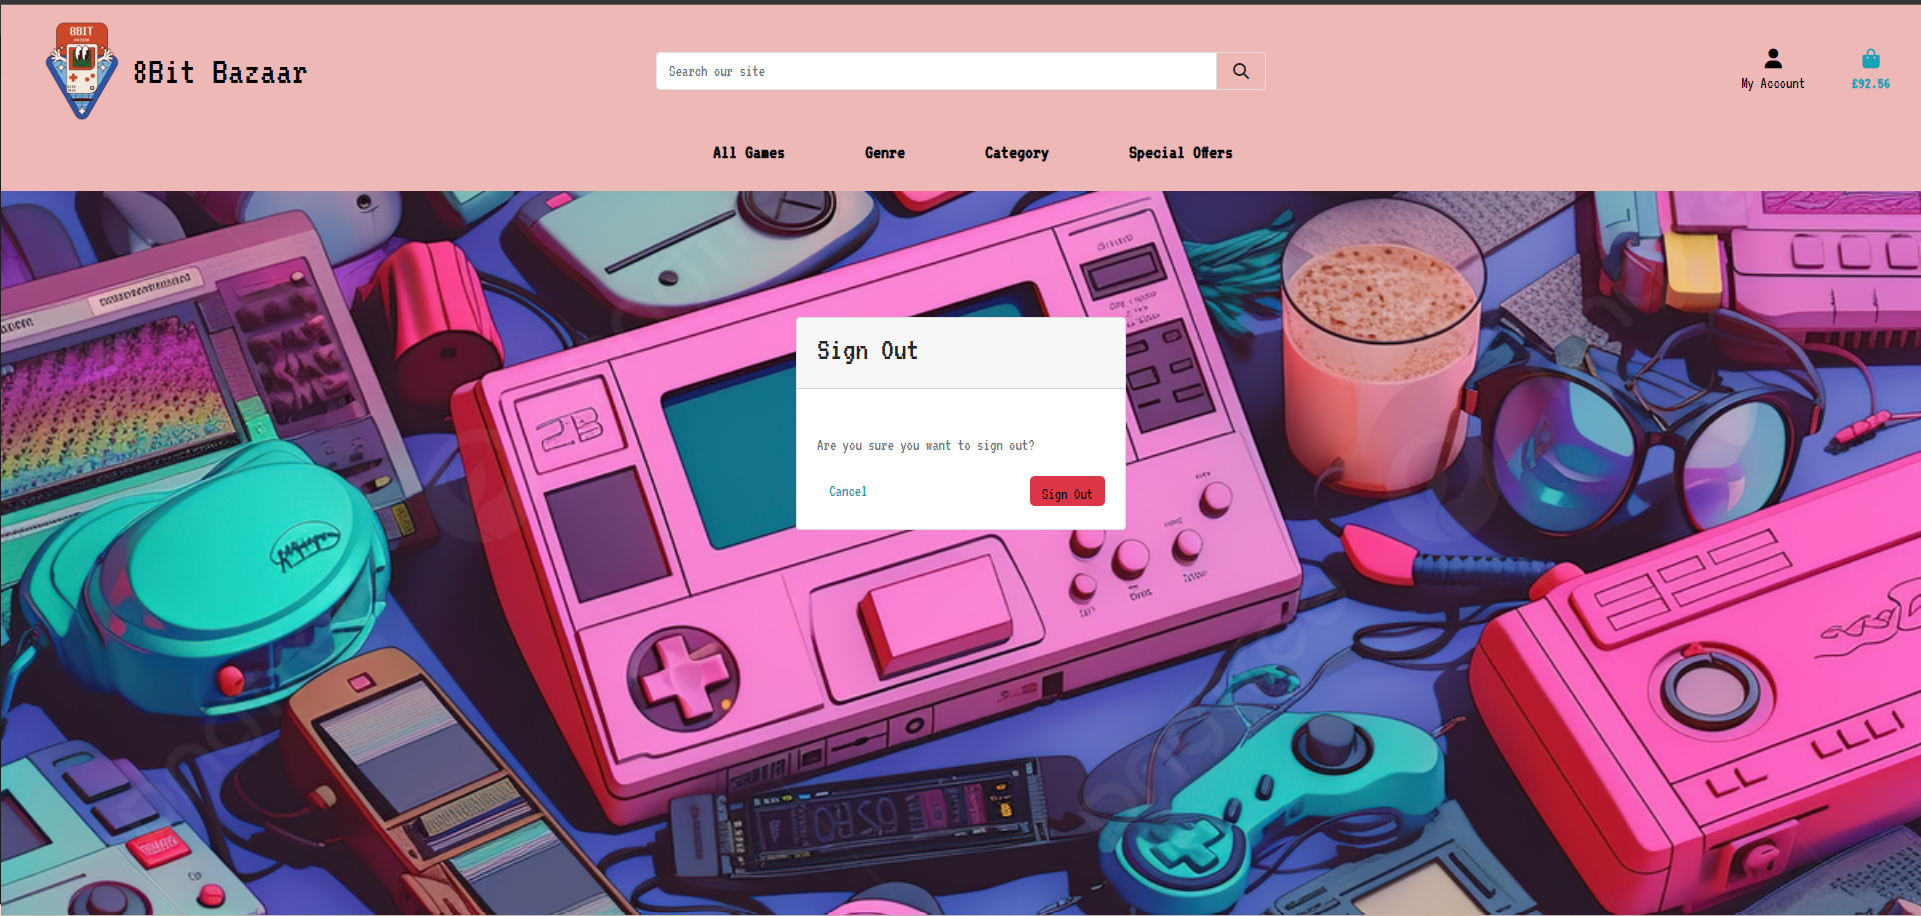 8BIT
BAZAAR
8Bit Bazaar
Search our site
My Account
£92.56
All Games
Genre
Category
Special Offers
Sign Out
Are you sure you want to sign out?
Cancel
Sign Out